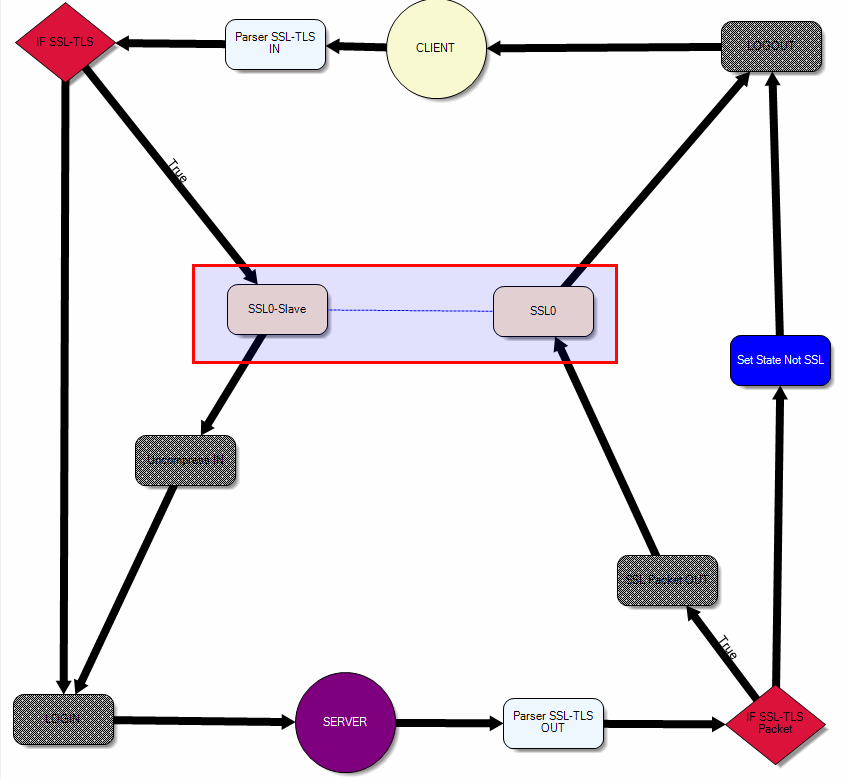 IF SSL-TLS
Parser SSL-TLS
IN
CLIENT
LOGOUT
True
SSL0-Slave
SSL0
Set State Not SSL
Uncompress IN
SSL Packet OUT
True
LOGIN
SERVER
Parser SSL-TLS
OUT
IF SSL-TLS
Packet